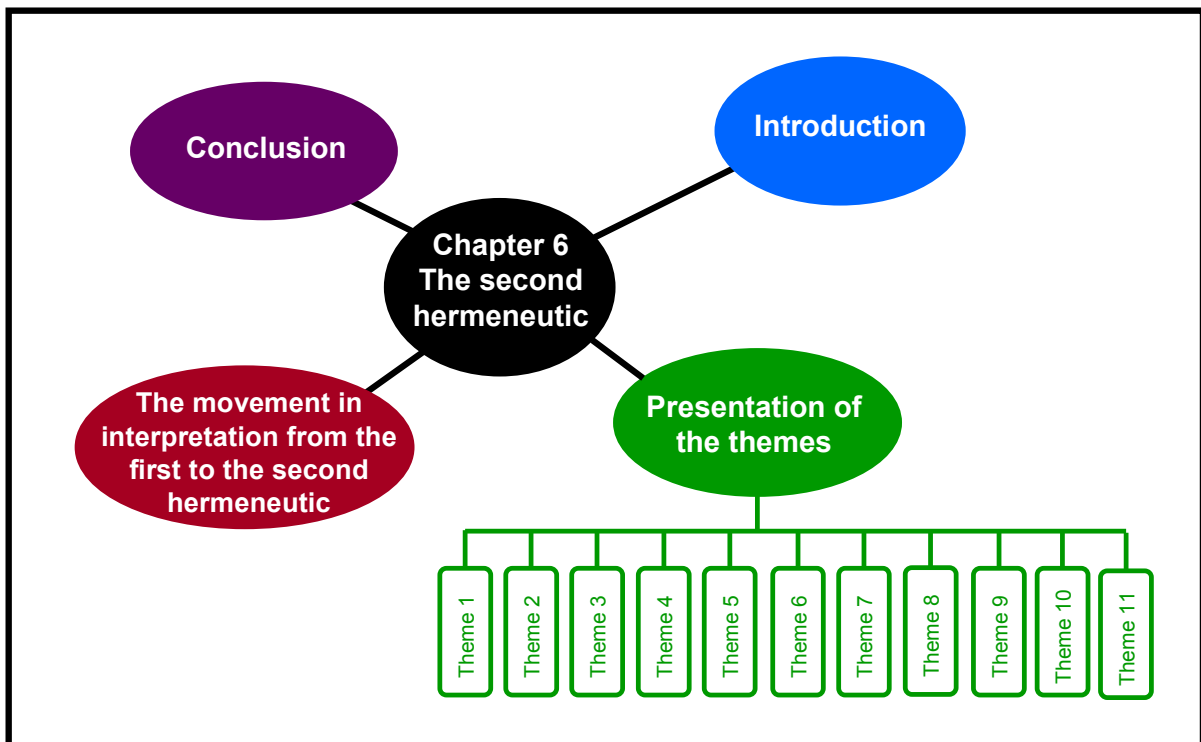 Conclusion
Introduction
Chapter 6
The second
hermeneutic
The movement in
interpretation from the
first to the second
hermeneutic
Presentation of
the themes
Theme 1
Theme 2
Theme 3
Theme 4
Theme 5
Theme 6
Theme 7
Theme 8
Theme 9
Theme 10
Theme 11